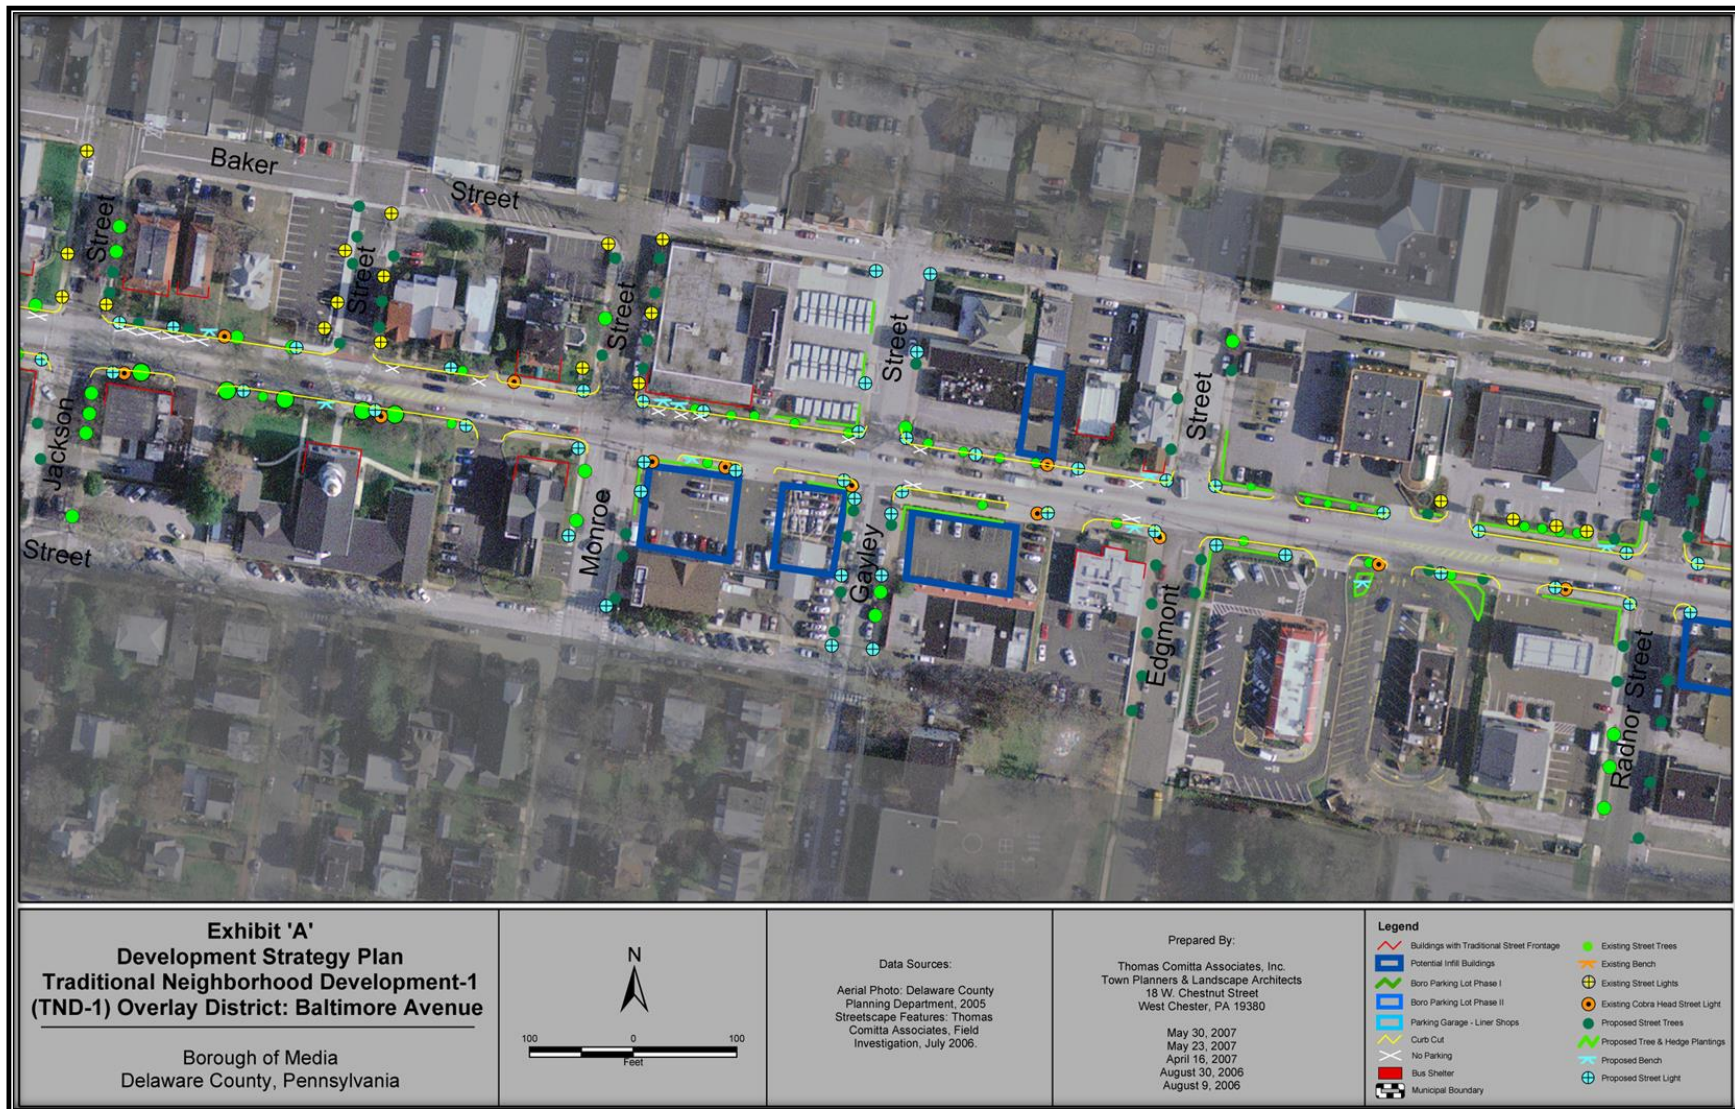 Baker
Street
Street
Street
Street
Street
Street
Jackson
Street
Monroe
Gayley
Edgmont
Radnor Street
Exhibit 'A'
Development Strategy Plan
Traditional Neighborhood Development-1
(TND-1) Overlay District: Baltimore Avenue
Borough of Media
Delaware County, Pennsylvania
N
100 0 100
Feet
Data Sources:
Aerial Photo: Delaware County
Planning Department, 2005
Streetscape Features: Thomas
Comitta Associates, Field
Investigation, July 2006.
Prepared By:
Thomas Comitta Associates, Inc.
Town Planners & Landscape Architects
18 W. Chestnut Street
West Chester, PA 19380
May 30, 2007
May 23, 2007
April 16, 2007
August 30, 2006
August 9, 2006
Legend
Buildings with Traditional Street Frontage
Potential Infill Buildings
Boro Parking Lot Phase I
Boro Parking Lot Phase II
Parking Garage - Liner Shops
Curb Cut
No Parking
Bus Shelter
Municipal Boundary
Existing Street Trees
Existing Bench
Existing Street Lights
Existing Cobra Head Street Light
Proposed Street Trees
Proposed Tree & Hedge Plantings
Proposed Bench
Proposed Street Light